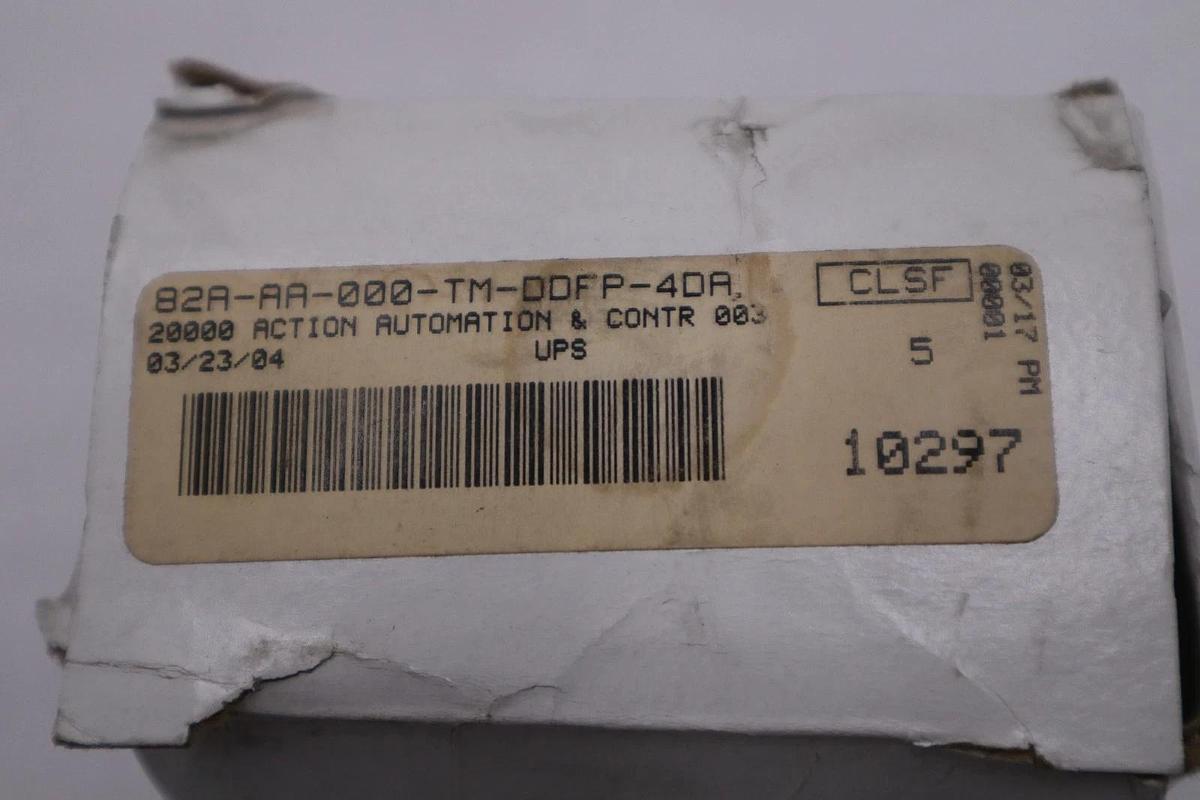 82A-AA-000-TM-DDFP-4DA,
20000 ACTION AUTOMATION & CONTR 003
03/23/04 UPS
CLSF
5
10297
03/17 PM
000001